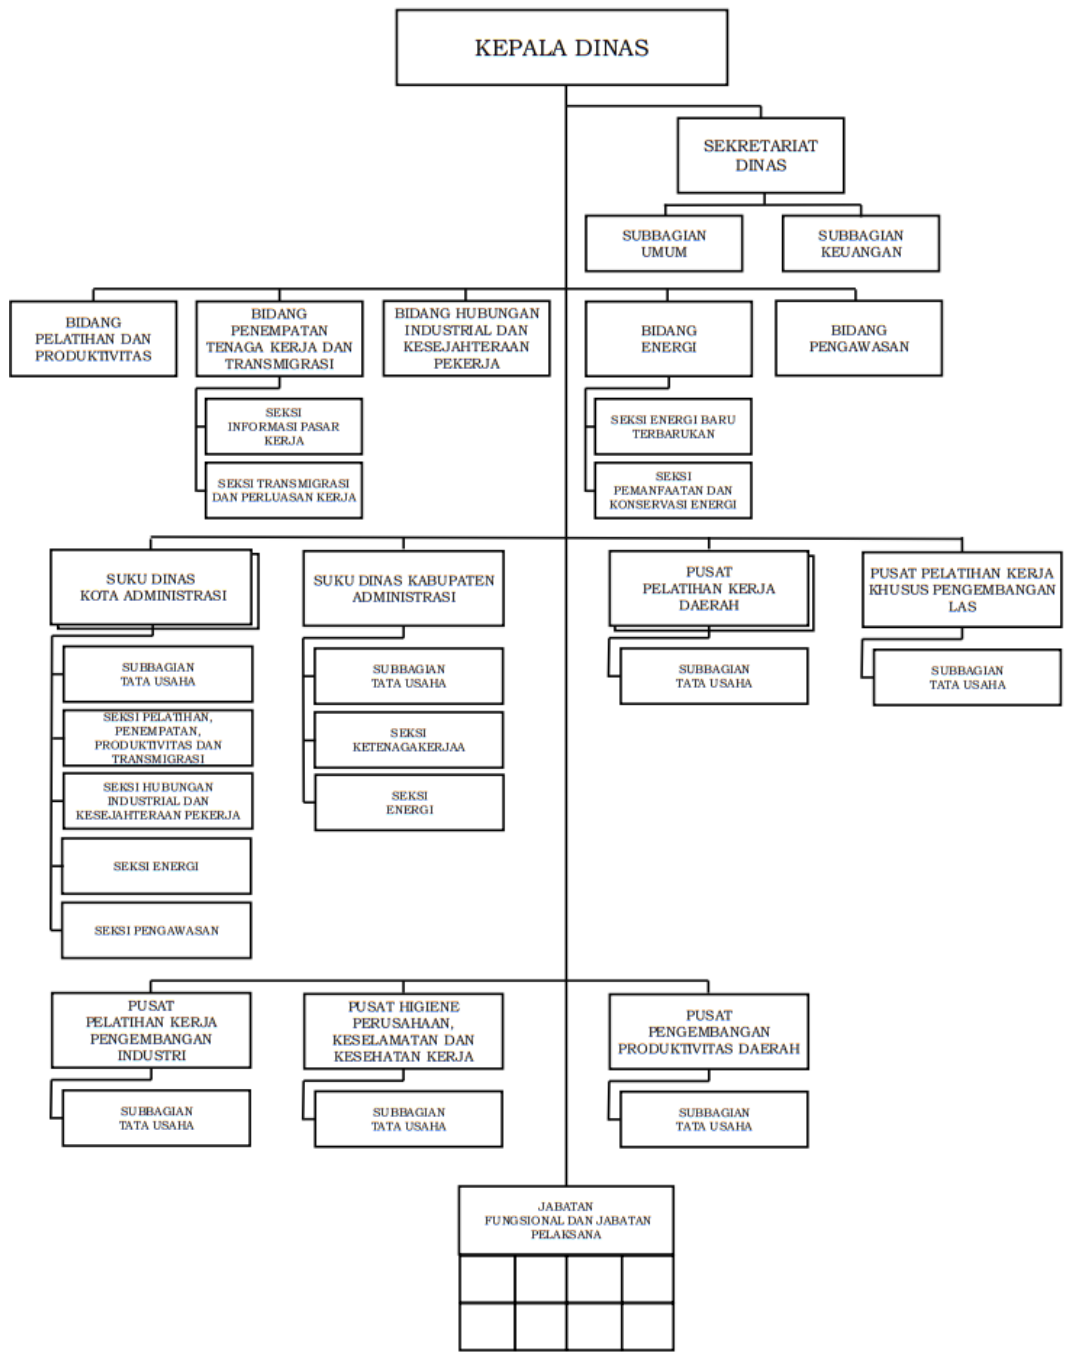 KEPALA DINAS
SEKRETARIAT
DINAS
SUBBAGIAN
UMUM
SUBBAGIAN
KEUANGAN
BIDANG
PELATIHAN DAN
PRODUKTIVITAS
BIDANG
PENEMPATAN
TENAGA KERJA DAN
TRANSMIGRASI
BIDANG HUBUNGAN
INDUSTRIAL DAN
KESEJAHTERAAN
PEKERJA
BIDANG
ENERGI
BIDANG
PENGAWASAN
SEKSI
INFORMASI PASAR
KERJA
SEKSI TRANSMIGRASI
DAN PERLUASAN KERJA
SEKSI ENERGI BARU
TERBARUKAN
SEKSI
PEMANFAATAN DAN
KONSERVASI ENERGI
SUKU DINAS
KOTA ADMINISTRASI
SUKU DINAS KABUPATEN
ADMINISTRASI
PUSAT
PELATIHAN KERJA
DAERAH
PUSAT PELATIHAN KERJA
KHUSUS PENGEMBANGAN
LAS
SUBBAGIAN
TATA USAHA
SEKSI PELATIHAN,
PENEMPATAN,
PRODUKTIVITAS DAN
TRANSMIGRASI
SEKSI HUBUNGAN
INDUSTRIAL DAN
KESEJAHTERAAN PEKERJA
SEKSI ENERGI
SEKSI PENGAWASAN
SUBBAGIAN
TATA USAHA
SEKSI
KETENAGAKERJAA
SEKSI
ENERGI
SUBBAGIAN
TATA USAHA
SUBBAGIAN
TATA USAHA
PUSAT
PELATIHAN KERJA
PENGEMBANGAN
INDUSTRI
PUSAT HIGIENE
PERUSAHAAN,
KESELAMATAN DAN
KESEHATAN KERJA
PUSAT
PENGEMBANGAN
PRODUKTIVITAS DAERAH
SUBBAGIAN
TATA USAHA
SUBBAGIAN
TATA USAHA
SUBBAGIAN
TATA USAHA
JABATAN
FUNGSIONAL DAN JABATAN
PELAKSANA